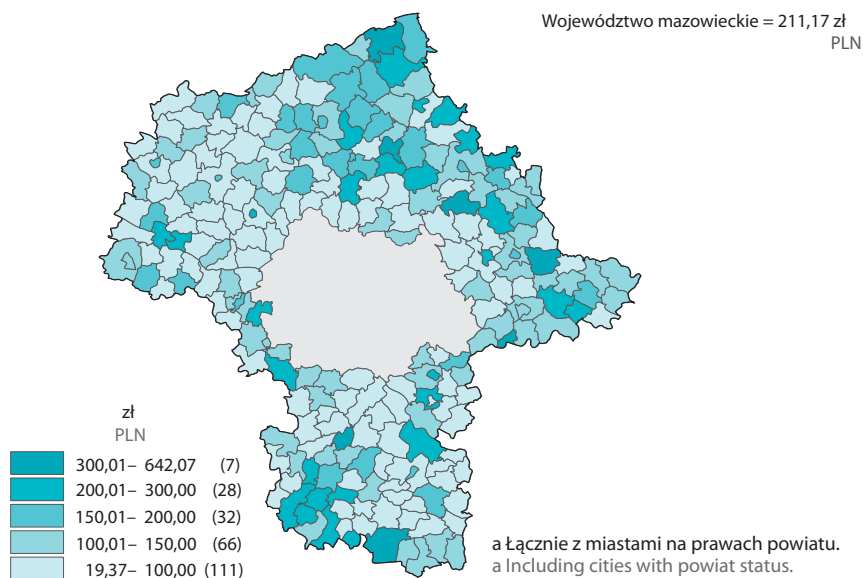 Województwo mazowieckie = 211,17 zł
PLN
zł
PLN
300,01– 642,07 (7)
200,01– 300,00 (28)
150,01– 200,00 (32)
100,01– 150,00 (66)
19,37– 100,00 (111)
a Łącznie z miastami na prawach powiatu.
a Including cities with powiat status.